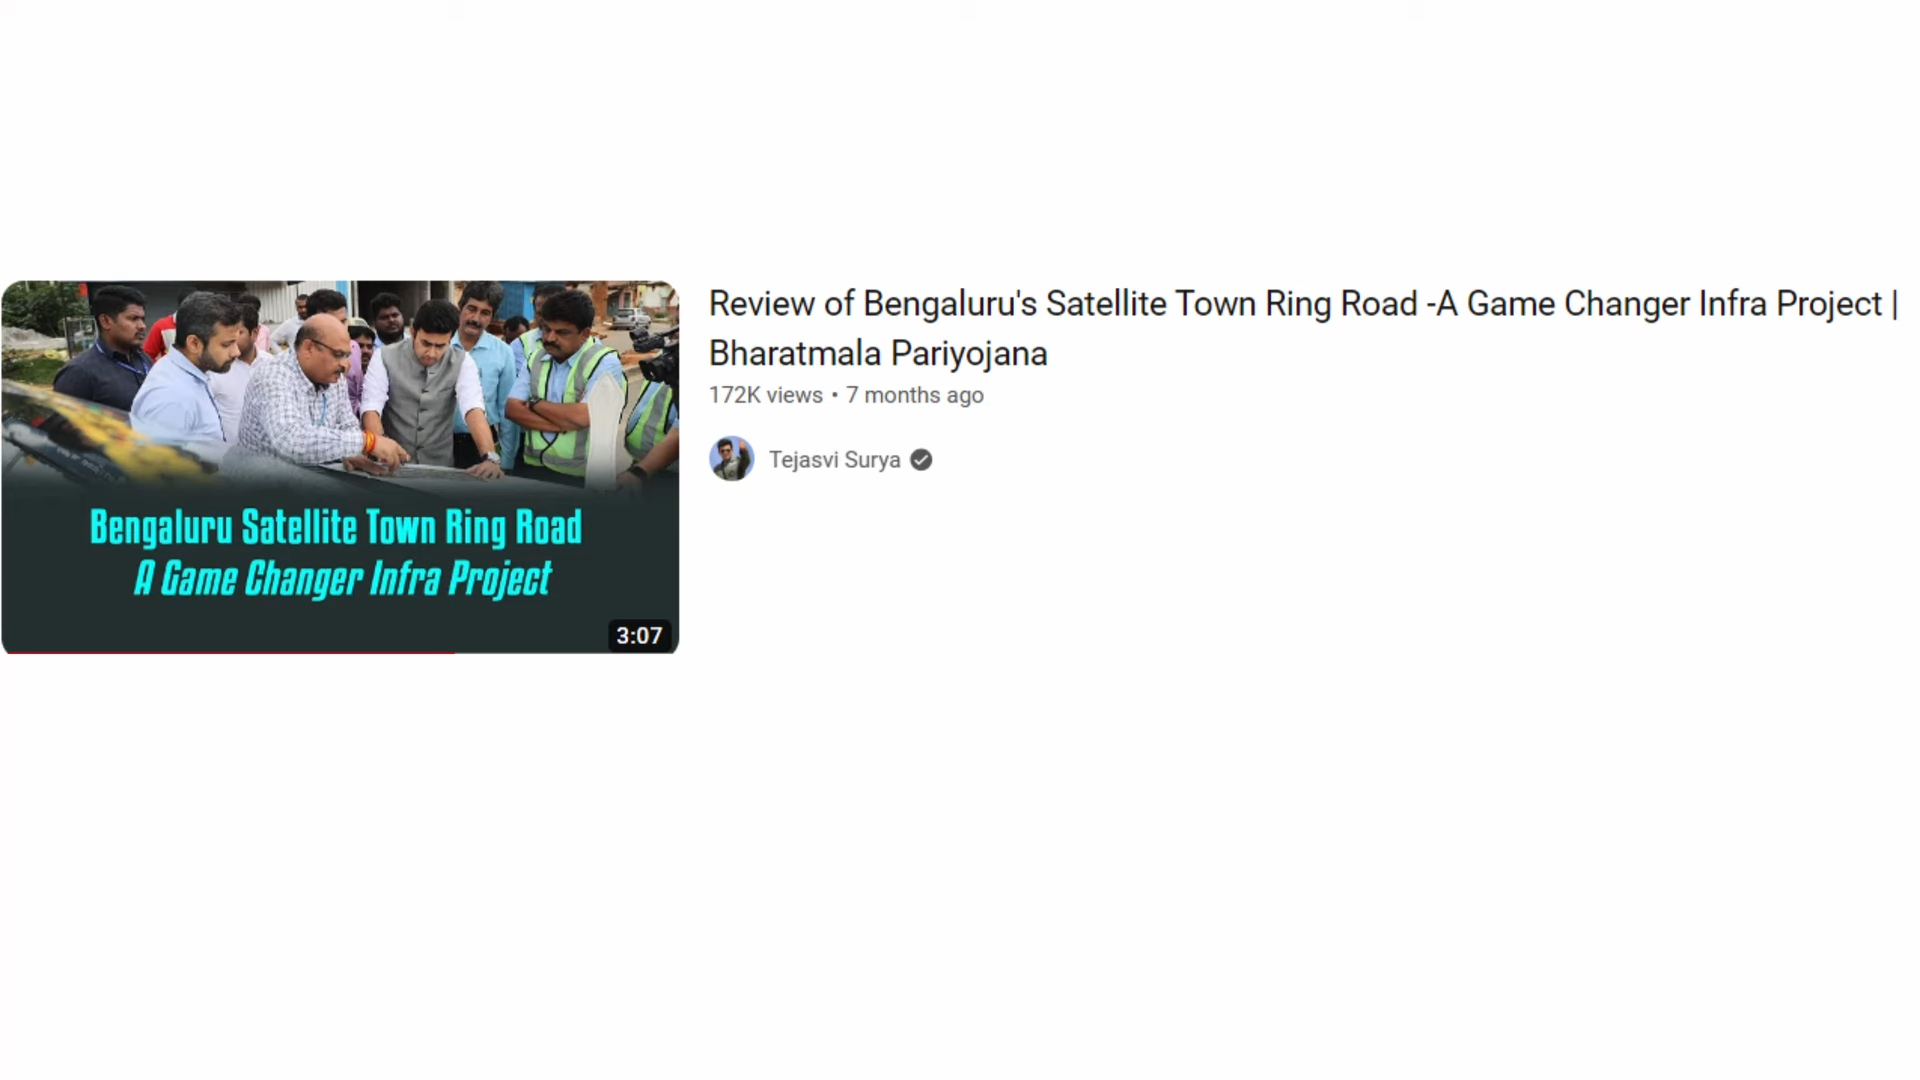 Review of Bengaluru's Satellite Town Ring Road -A Game Changer Infra Project |
Bharatmala Pariyojana
172K views • 7 months ago
Tejasvi Surya
Bengaluru Satellite Town Ring Road
A Game Changer Infra Project
3:07